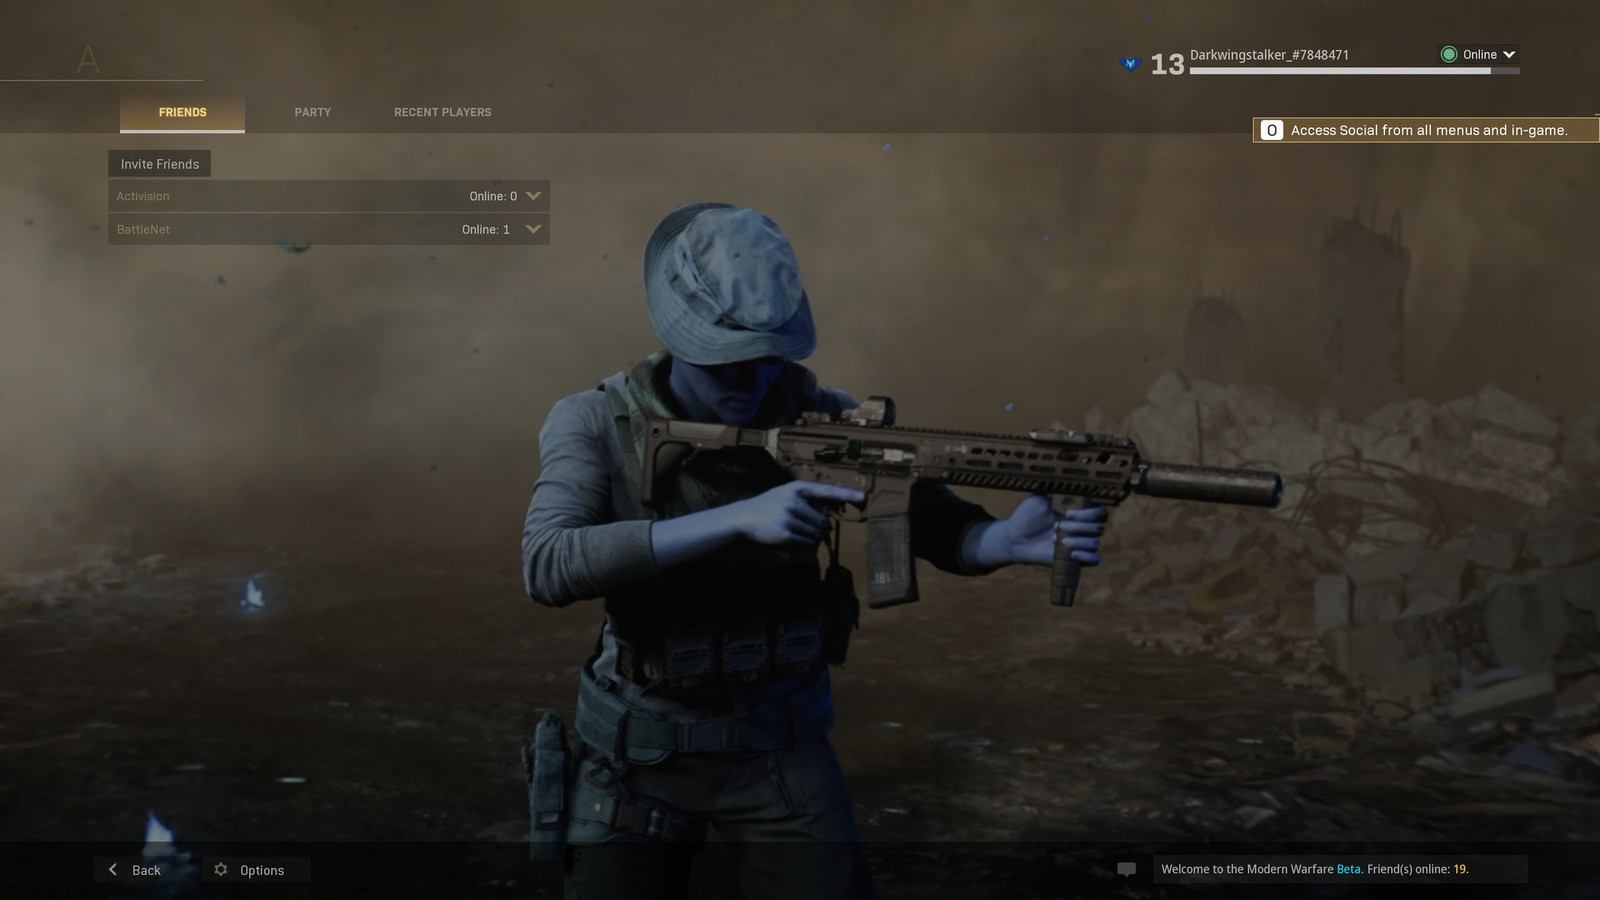 A
13 Darkwingstalker_#7848471 Online
FRIENDS PARTY RECENT PLAYERS
O Access Social from all menus and in-game.
Invite Friends
Activision Online: 0
BattleNet Online: 1
Back Options
Welcome to the Modern Warfare Beta. Friend(s) online: 19.